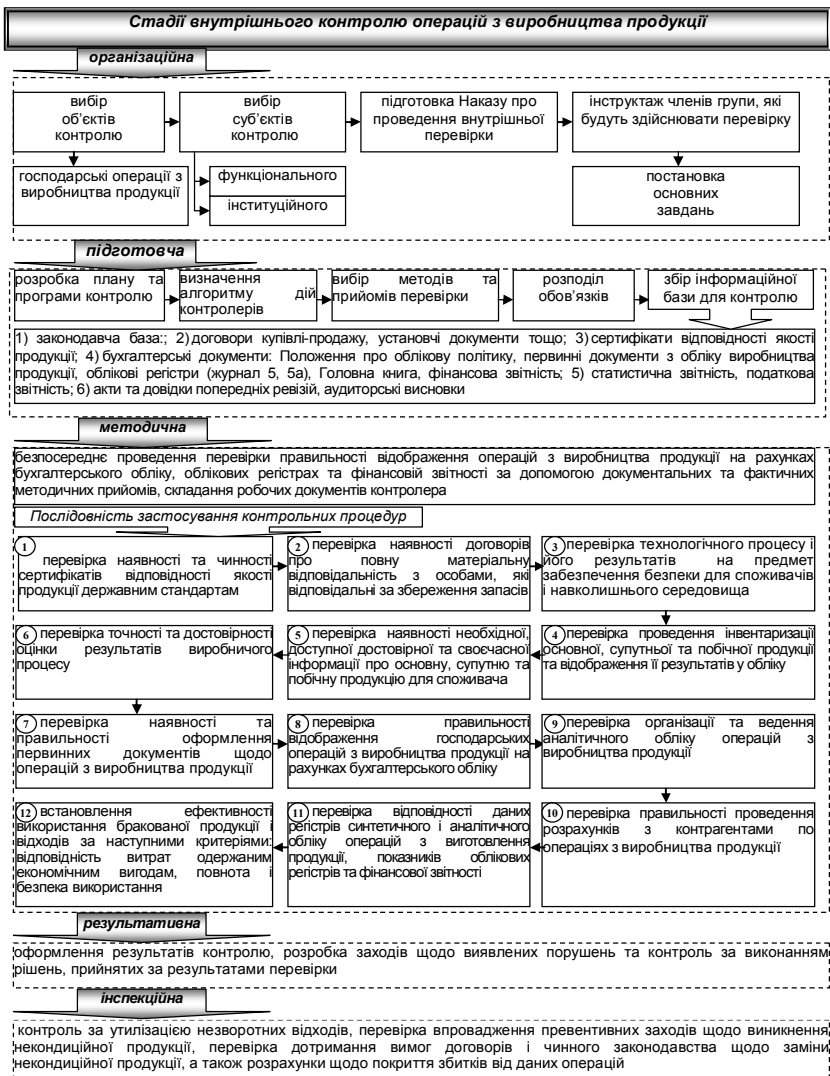 Стадії внутрішнього контролю операцій з виробництва продукції
організаційна
вибір
об’єктів
контролю
вибір
суб’єктів
контролю
підготовка Наказу про
проведення внутрішньої
перевірки
інструктаж членів групи, які
будуть здійснювати перевірку
господарські операції з
виробництва продукції
функціонального
інституційного
постановка
основних
завдань
підготовча
розробка плану та
програми контролю
визначення
алгоритму дій
контролерів
вибір методів та
прийомів перевірки
розподіл
обов’язків
збір інформаційної
бази для контролю
1) законодавча база:; 2) договори купівлі-продажу, установчі документи тощо; 3) сертифікати відповідності якості
продукції; 4) бухгалтерські документи: Положення про облікову політику, первинні документи з обліку виробництва
продукції, облікові регістри (журнал 5, 5а), Головна книга, фінансова звітність; 5) статистична звітність, податкова
звітність; 6) акти та довідки попередніх ревізій, аудиторські висновки
методична
безпосереднє проведення перевірки правильності відображення операцій з виробництва продукції на рахунках
бухгалтерського обліку, облікових регістрах та фінансовій звітності за допомогою документальних та фактичних
методичних прийомів, складання робочих документів контролера
Послідовність застосування контрольних процедур
1
перевірка наявності та чинності
сертифікатів відповідності якості
продукції державним стандартам
2 перевірка наявності договорів
про повну матеріальну
відповідальність з особами, які
відповідальні за збереження запасів
3 перевірка технологічного процесу і
його результатів на предмет
забезпечення безпеки для споживачів
і навколишнього середовища
6 перевірка точності та достовірності
оцінки результатів виробничого
процесу
5 перевірка наявності необхідної,
доступної достовірної та своєчасної
інформації про основну, супутню та
побічну продукцію для споживача
4 перевірка проведення інвентаризації
основної, супутньої та побічної продукції
та відображення її результатів у обліку
7 перевірка наявності та
правильності оформлення
первинних документів щодо
операцій з виробництва продукції
8 перевірка правильності
відображення господарських
операцій з виробництва продукції на
рахунках бухгалтерського обліку
9 перевірка організації та ведення
аналітичного обліку операцій з
виробництва продукції
12 встановлення ефективності
використання бракованої продукції і
відходів за наступними критеріями:
відповідність витрат одержаним
економічним вигодам, повнота і
безпека використання
11 перевірка відповідності даних
регістрів синтетичного і аналітичного
обліку операцій з виготовлення
продукції, показників облікових
регістрів та фінансової звітності
10 перевірка правильності проведення
розрахунків з контрагентами по
операціях з виробництва продукції
результативна
оформлення результатів контролю, розробка заходів щодо виявлених порушень та контроль за виконанням
рішень, прийнятих за результатами перевірки
інспекційна
контроль за утилізацією незворотних відходів, перевірка впровадження превентивних заходів щодо виникнення
некондиційної продукції, перевірка дотримання вимог договорів і чинного законодавства щодо заміни
некондиційної продукції, а також розрахунки щодо покриття збитків від даних операцій